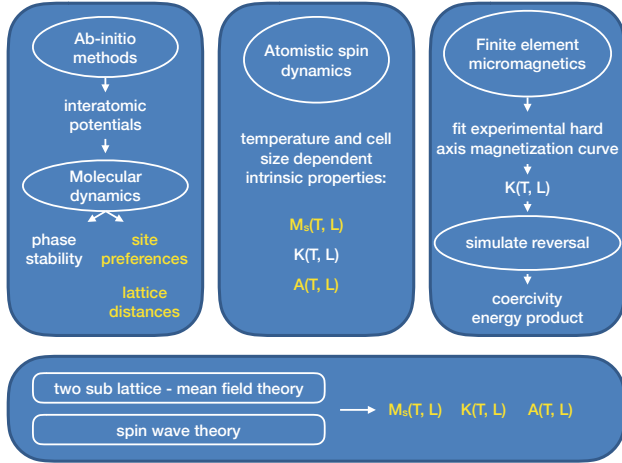 Ab-initio
methods
interatomic
potentials
Molecular
dynamics
phase
stability
site
preferences
lattice
distances
Atomistic spin
dynamics
temperature and cell
size dependent
intrinsic properties:
Mₛ(T, L)
K(T, L)
A(T, L)
Finite element
micromagnetics
fit experimental hard
axis magnetization curve
K(T, L)
simulate reversal
coercivity
energy product
two sub lattice - mean field theory
spin wave theory
Mₛ(T, L) K(T, L) A(T, L)